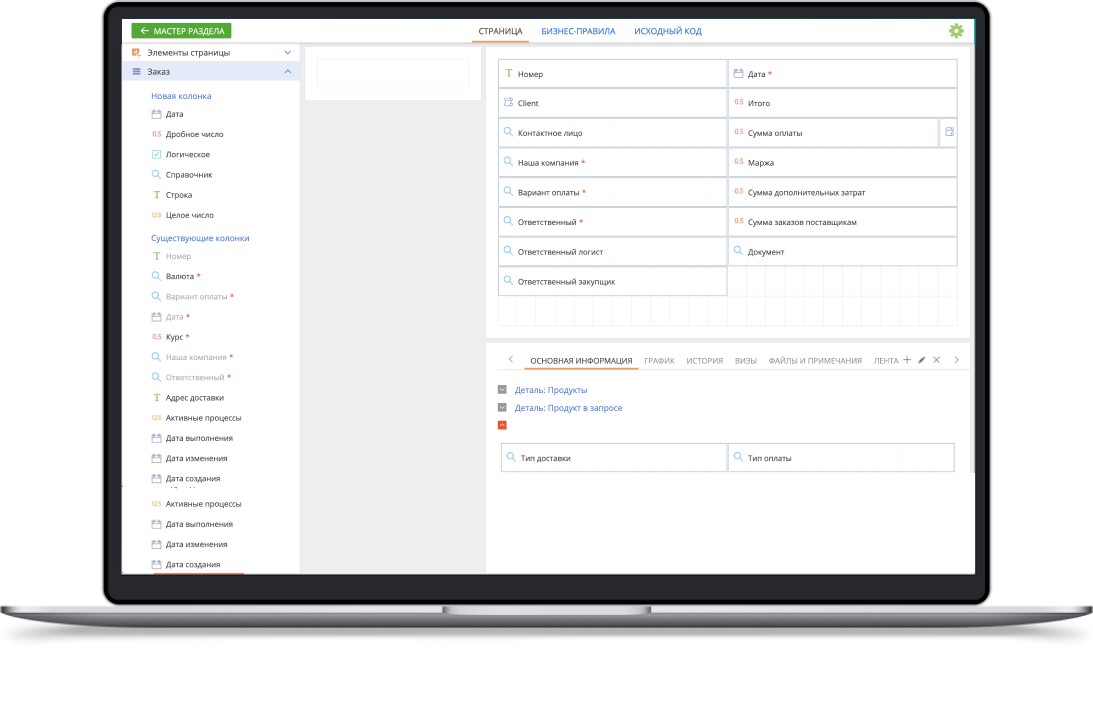 МАСТЕР РАЗДЕЛА
СТРАНИЦА БИЗНЕС-ПРАВИЛА ИСХОДНЫЙ КОД
Элементы страницы
Заказ
Новая колонка
Дата
0.5 Дробное число
Логическое
Справочник
T Строка
123 Целое число
Существующие колонки
T Номер
Валюта *
Вариант оплаты *
Дата *
0.5 Курс *
Наша компания *
Ответственный *
T Адрес доставки
123 Активные процессы
Дата выполнения
Дата изменения
Дата создания
123 Активные процессы
Дата выполнения
Дата изменения
Дата создания
T Номер
Дата *
Client
0.5 Итого
Контактное лицо
0.5 Сумма оплаты
Наша компания *
0.5 Маржа
Вариант оплаты *
0.5 Сумма дополнительных затрат
Ответственный *
0.5 Сумма заказов поставщикам
Ответственный логист
Документ
Ответственный закупщик
ОСНОВНАЯ ИНФОРМАЦИЯ ГРАФИК ИСТОРИЯ ВИЗЫ ФАЙЛЫ И ПРИМЕЧАНИЯ ЛЕНТА
Деталь: Продукты
Деталь: Продукт в запросе
Тип доставки
Тип оплаты